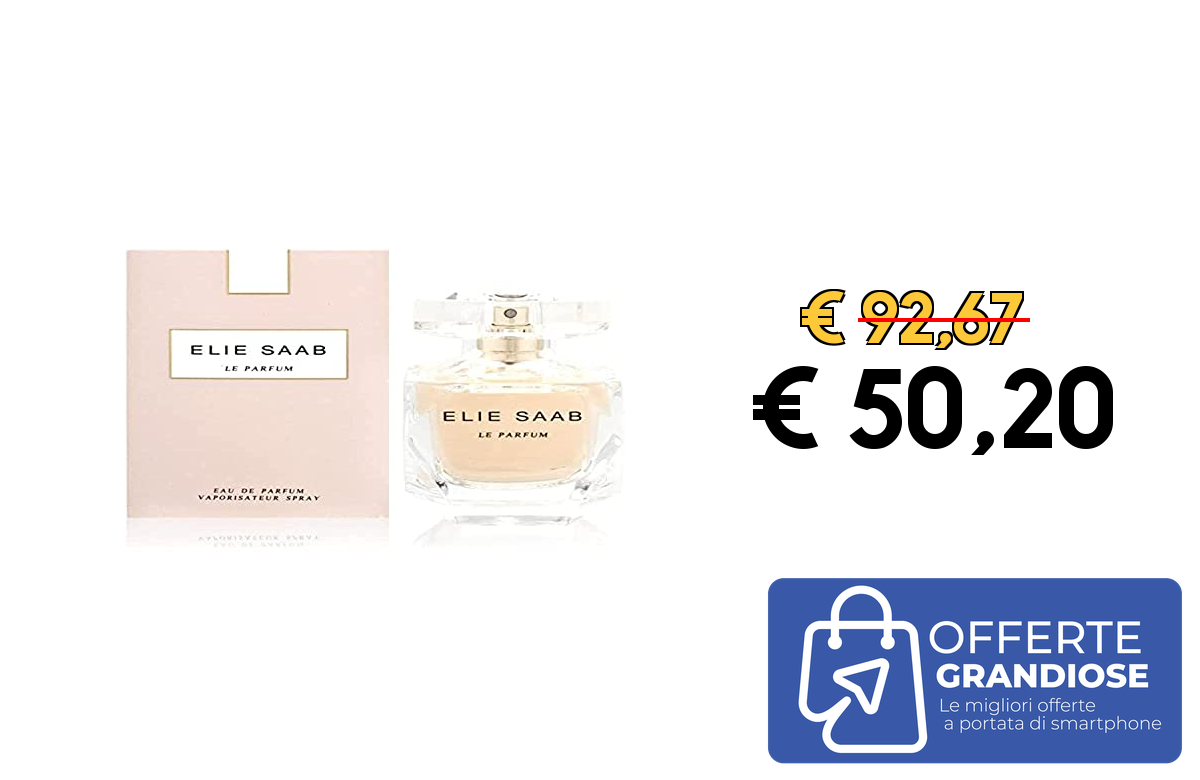 ELIE SAAB
LE PARFUM
EAU DE PARFUM
VAPORISATEUR SPRAY
ELIE SAAB
LE PARFUM
€ 92,67
€ 50,20
OFFERTE
GRANDIOSE
Le migliori offerte
a portata di smartphone